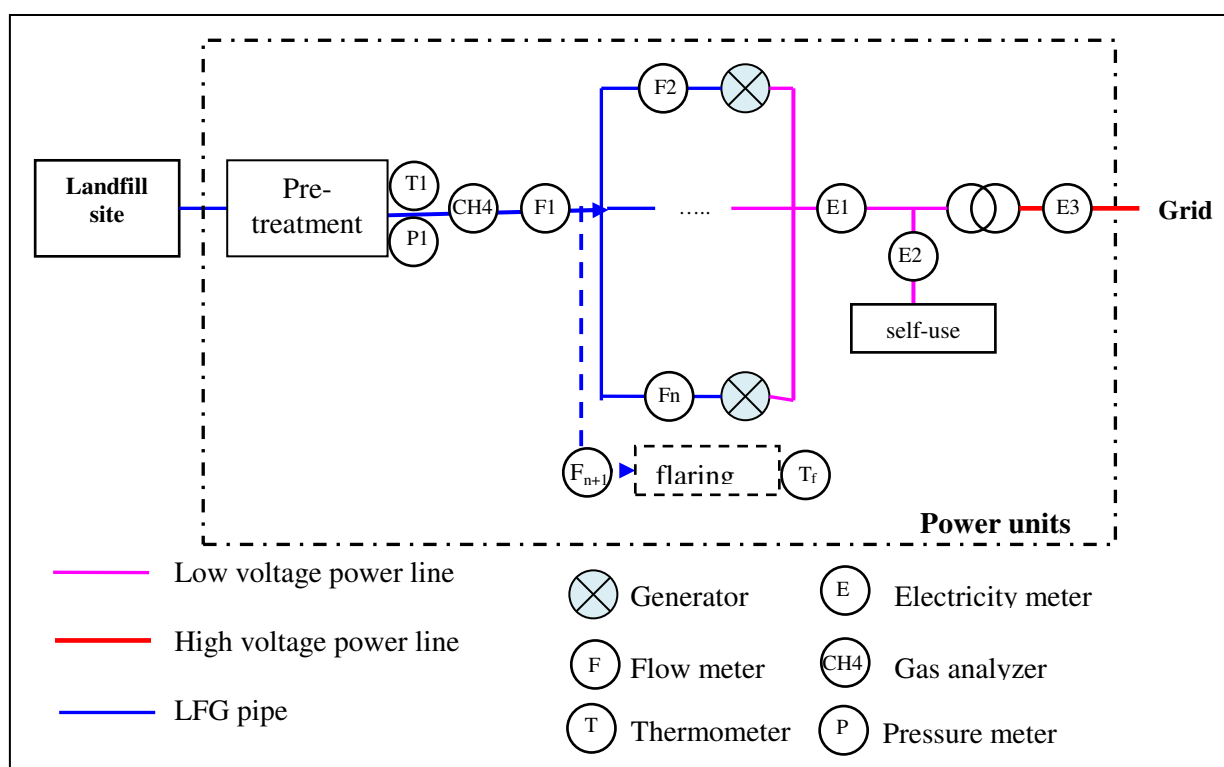 F2
Landfill
site
Pre-
treatment
T1
P1
CH4
F1
.....
E1
E3
Grid
E2
self-use
Fn
Fn+1
flaring
Tf
Power units
Low voltage power line
High voltage power line
LFG pipe
Generator
F
Flow meter
T
Thermometer
E
Electricity meter
CH4
Gas analyzer
P
Pressure meter